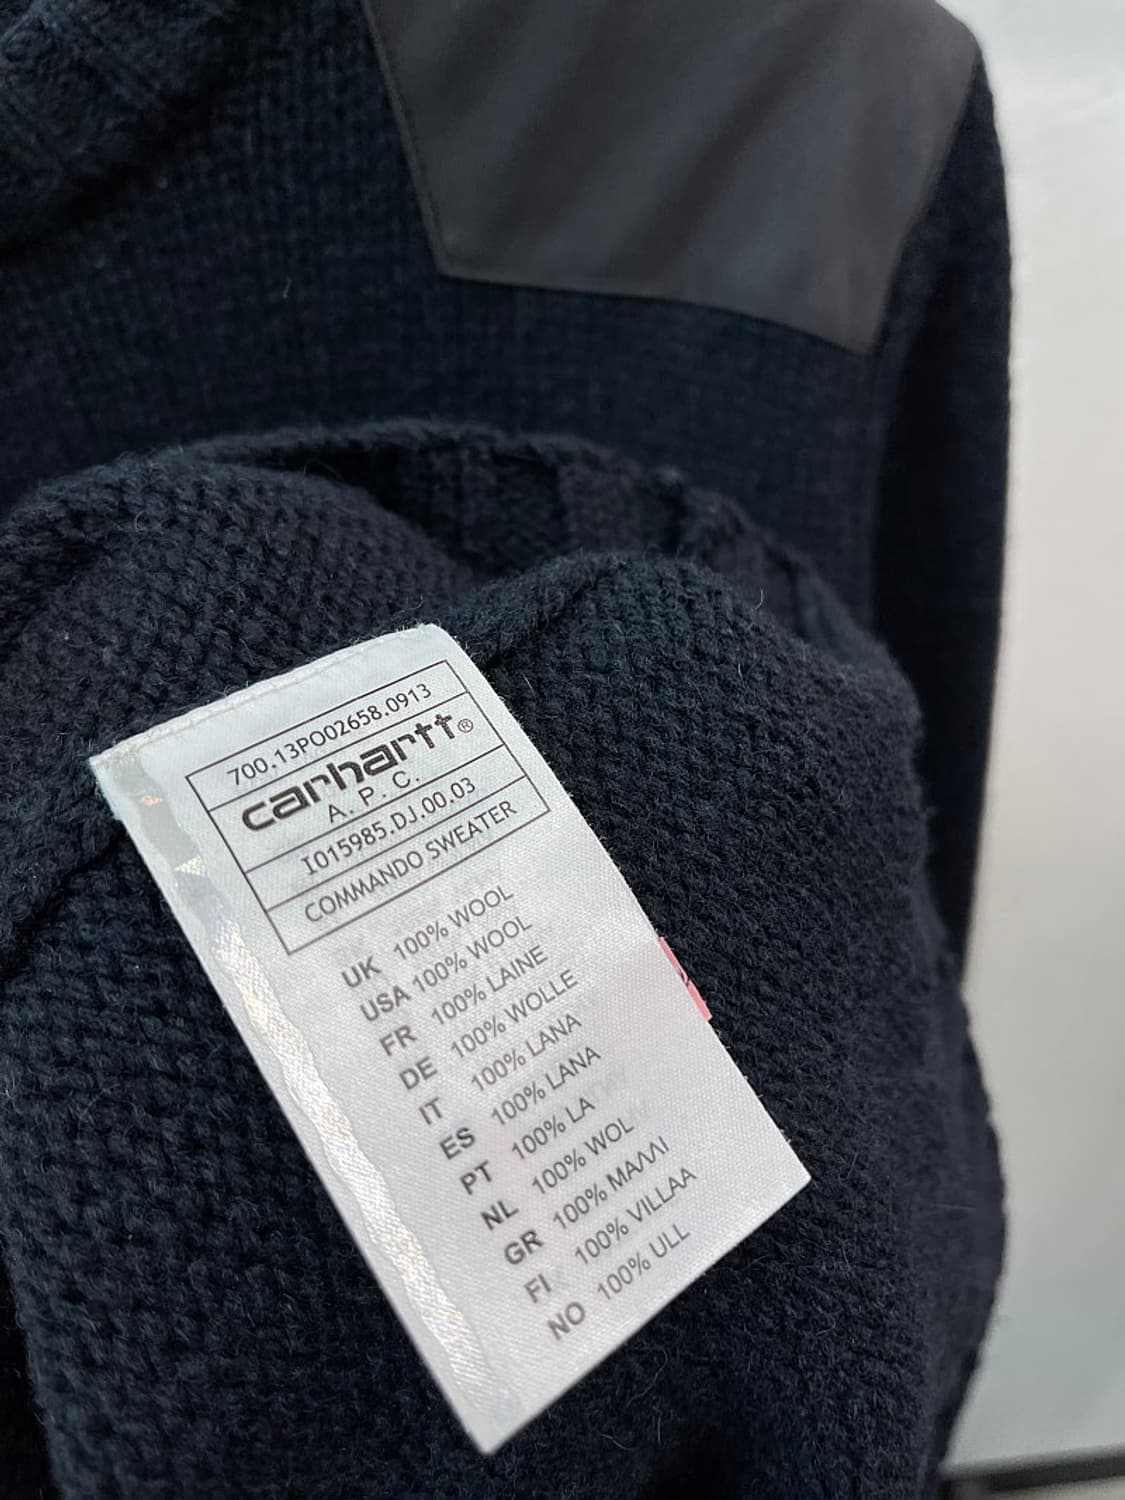 700.13PO02658.0913
carhartt®
A. P. C.
I015985.DJ.00.03
COMMANDO SWEATER
UK 100% WOOL
USA 100% WOOL
FR 100% LAINE
DE 100% WOLLE
IT 100% LANA
ES 100% LANA
PT 100% LA
NL 100% WOL
GR 100% ΜΑΛΛΙ
FI 100% VILLAA
NO 100% ULL